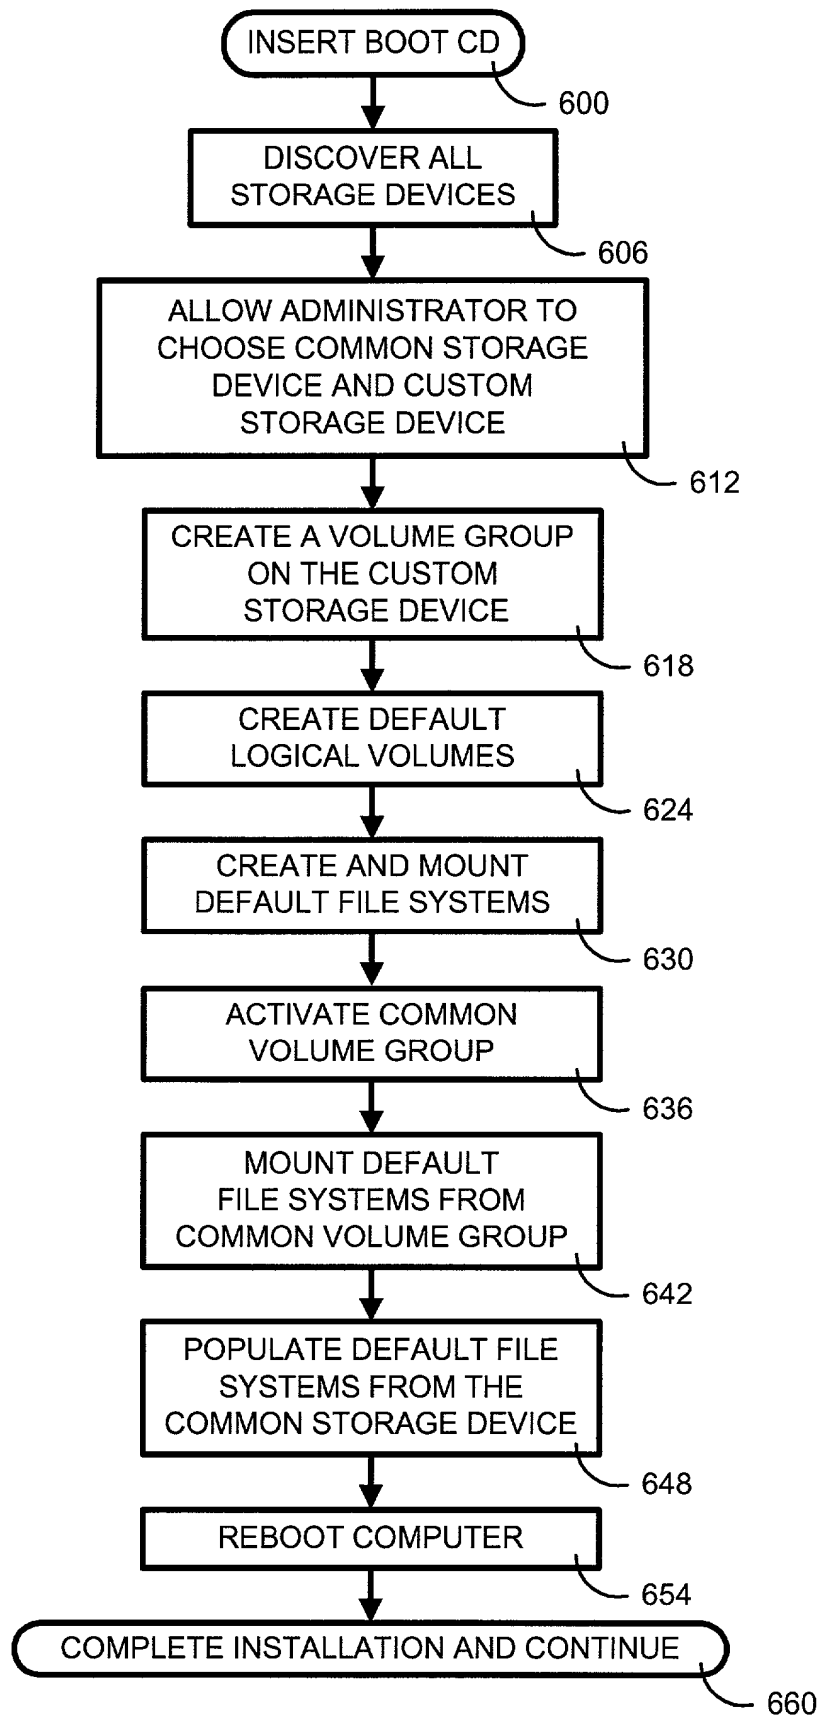 INSERT BOOT CD
600
DISCOVER ALL
STORAGE DEVICES
606
ALLOW ADMINISTRATOR TO
CHOOSE COMMON STORAGE
DEVICE AND CUSTOM
STORAGE DEVICE
612
CREATE A VOLUME GROUP
ON THE CUSTOM
STORAGE DEVICE
618
CREATE DEFAULT
LOGICAL VOLUMES
624
CREATE AND MOUNT
DEFAULT FILE SYSTEMS
630
ACTIVATE COMMON
VOLUME GROUP
636
MOUNT DEFAULT
FILE SYSTEMS FROM
COMMON VOLUME GROUP
642
POPULATE DEFAULT FILE
SYSTEMS FROM THE
COMMON STORAGE DEVICE
648
REBOOT COMPUTER
654
COMPLETE INSTALLATION AND CONTINUE
660